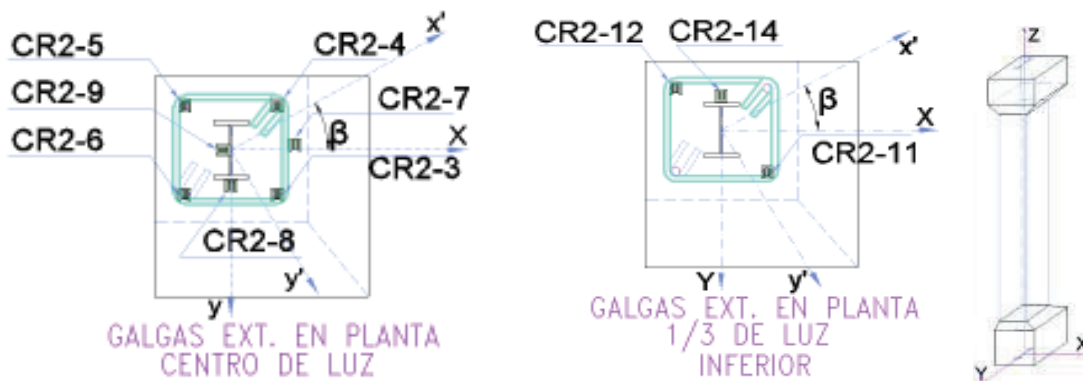 x'
CR2-5
CR2-4
CR2-9
CR2-7
β
X
CR2-6
CR2-3
CR2-8
y
y'
GALGAS EXT. EN PLANTA
CENTRO DE LUZ
CR2-12
CR2-14
x'
β
X
CR2-11
Y
y'
GALGAS EXT. EN PLANTA
1/3 DE LUZ
INFERIOR
Z
X
Y